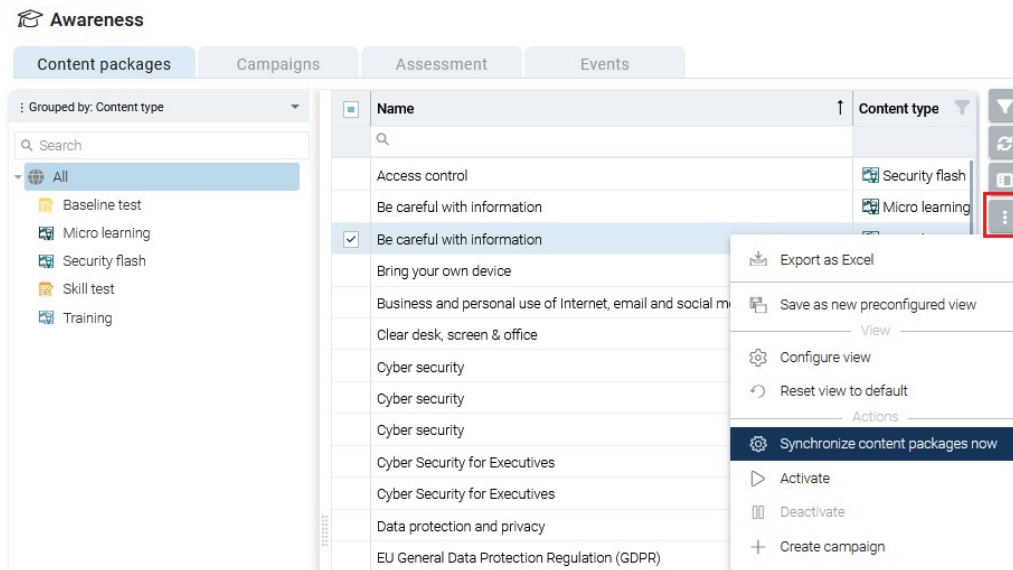 Awareness
Content packages
Campaigns
Assessment
Events
Grouped by: Content type
Search
All
Baseline test
Micro learning
Security flash
Skill test
Training
Name
Content type
Access control
Security flash
Be careful with information
Micro learning
Be careful with information
Bring your own device
Business and personal use of Internet, email and social
Clear desk, screen & office
Cyber security
Cyber security
Cyber security
Cyber Security for Executives
Cyber Security for Executives
Data protection and privacy
EU General Data Protection Regulation (GDPR)
Export as Excel
Save as new preconfigured view
View
Configure view
Reset view to default
Actions
Synchronize content packages now
Activate
Deactivate
Create campaign